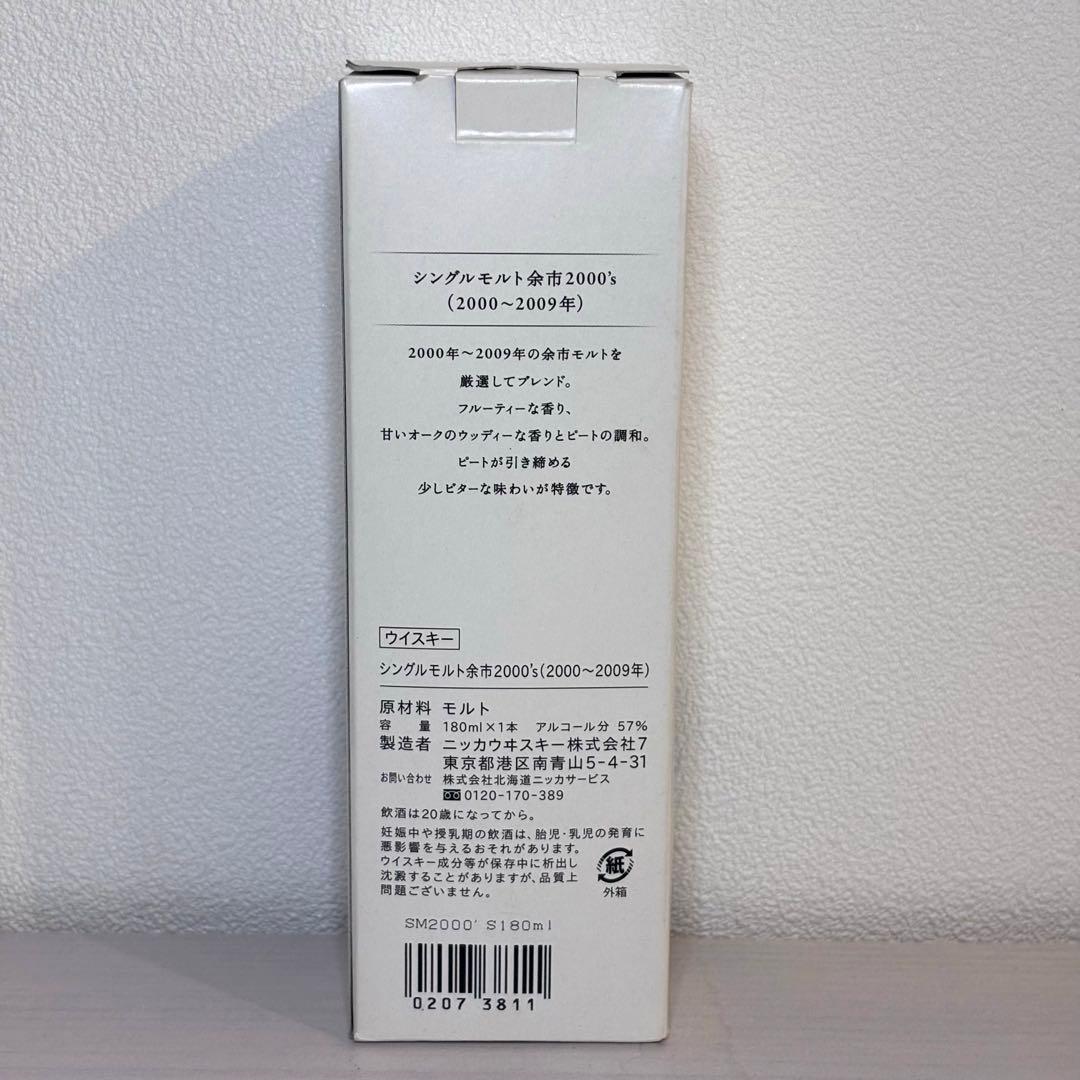 シングルモルト余市2000's
(2000〜2009年)
2000年〜2009年の余市モルトを
厳選してブレンド。
フルーティーな香り、
甘いオークのウッディーな香りとピートの調和。
ピートが引き締める
少しビターな味わいが特徴です。
ウイスキー
シングルモルト余市2000's(2000〜2009年)
原材料 モルト
容量 180ml×1本 アルコール分 57%
製造者 ニッカウヰスキー株式会社7
東京都港区南青山5-4-31
お問い合わせ 株式会社北海道ニッカサービス
0120-170-389
飲酒は20歳になってから。
妊娠中や授乳期の飲酒は、胎児・乳児の発育に
悪影響を与えるおそれがあります。
ウイスキー成分等が保存中に析出し
沈澱することがありますが、品質上
問題ございません。
紙
外箱
SM2000' S180ml
0207 3811